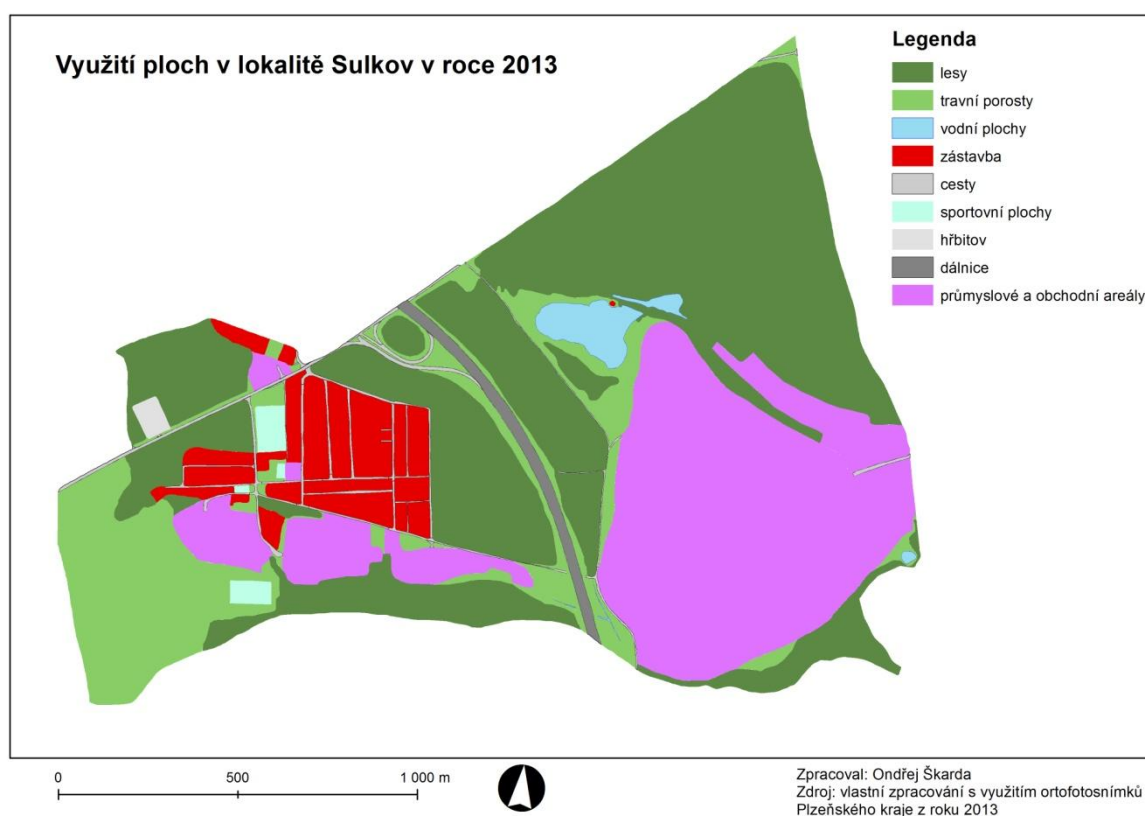 Využití ploch v lokalitě Sulkov v roce 2013
Legenda
lesy
travní porosty
vodní plochy
zástavba
cesty
sportovní plochy
hřbitov
dálnice
průmyslové a obchodní areály
0 500 1 000 m
Zpracoval: Ondřej Škarda
Zdroj: vlastní zpracování s využitím ortofotosnímků
Plzeňského kraje z roku 2013